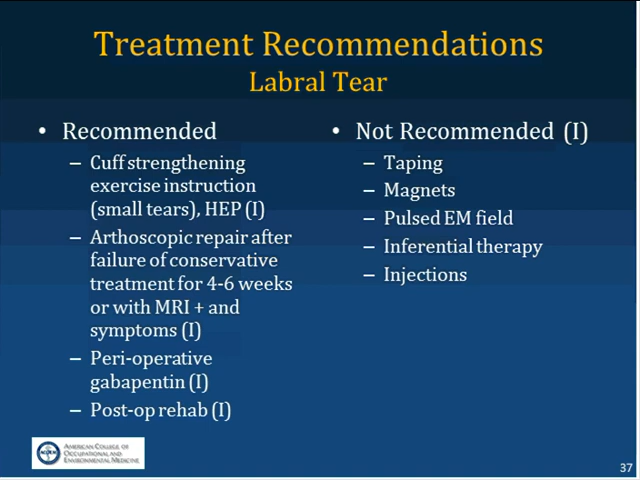 Treatment Recommendations
Labral Tear
• Recommended
– Cuff strengthening
exercise instruction
(small tears), HEP (I)
– Arthoscopic repair after
failure of conservative
treatment for 4-6 weeks
or with MRI + and
symptoms (I)
– Peri-operative
gabapentin (I)
– Post-op rehab (I)
• Not Recommended (I)
– Taping
– Magnets
– Pulsed EM field
– Inferential therapy
– Injections
American College of
Occupational and
Environmental Medicine
37